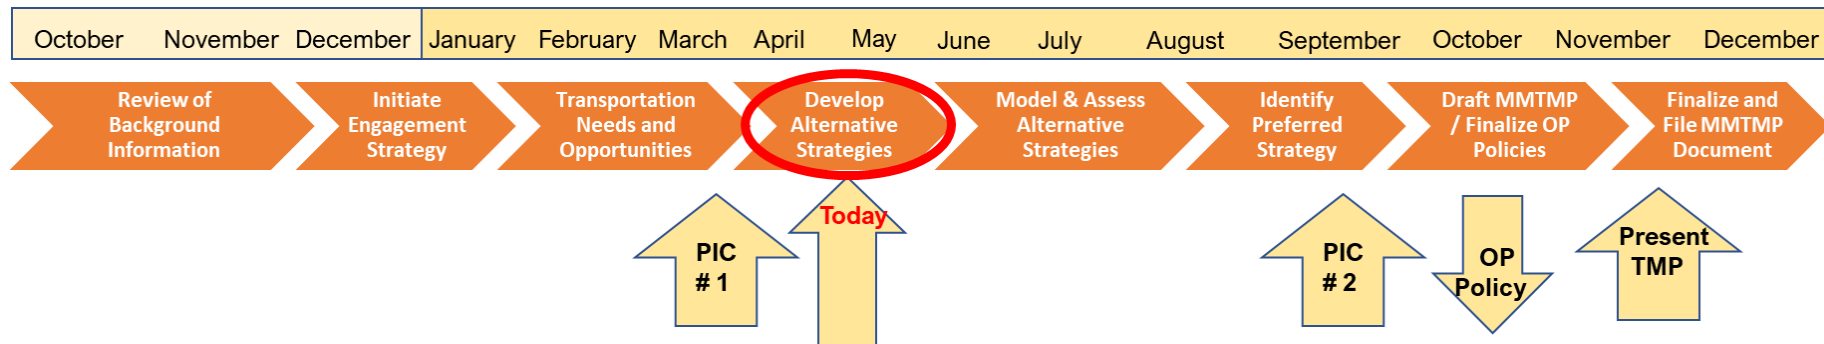 October November December January February March April May June July August September October November December
Review of
Background
Information
Initiate
Engagement
Strategy
Transportation
Needs and
Opportunities
Develop
Alternative
Strategies
Model & Assess
Alternative
Strategies
Identify
Preferred
Strategy
Draft MMTMP
/ Finalize OP
Policies
Finalize and
File MMTMP
Document
PIC
# 1
Today
PIC
# 2
OP
Policy
Present
TMP